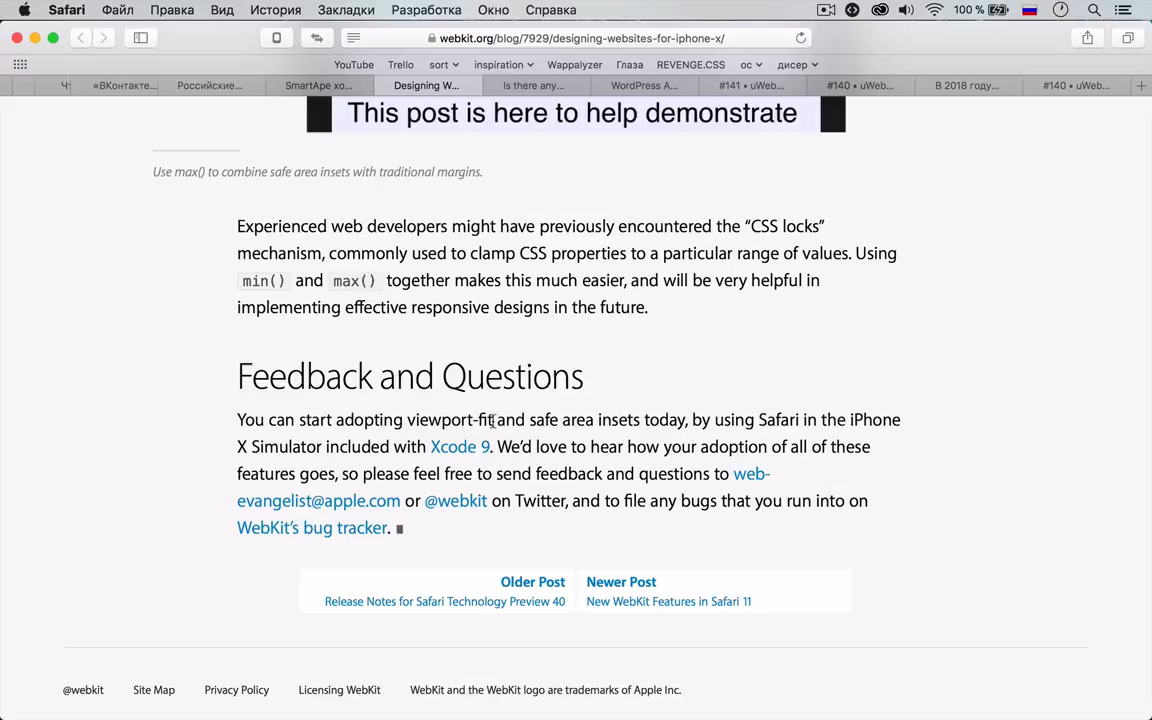 Safari Файл Правка Вид История Закладки Разработка Окно Справка 100 %
webkit.org/blog/7929/designing-websites-for-iphone-x/
YouTube Trello sort inspiration Wappalyzer Глаза REVENGE.CSS ос дисер
«ВКонтакте... Российские... SmartApe хо... Designing W... Is there any... WordPress A... #141 • uWeb... #140 • uWeb... В 2018 году... #140 • uWeb...
This post is here to help demonstrate
Use max() to combine safe area insets with traditional margins.
Experienced web developers might have previously encountered the “CSS locks”
mechanism, commonly used to clamp CSS properties to a particular range of values. Using
min() and max() together makes this much easier, and will be very helpful in
implementing effective responsive designs in the future.
Feedback and Questions
You can start adopting viewport-fit and safe area insets today, by using Safari in the iPhone
X Simulator included with Xcode 9. We’d love to hear how your adoption of all of these
features goes, so please feel free to send feedback and questions to web-
evangelist@apple.com or @webkit on Twitter, and to file any bugs that you run into on
WebKit’s bug tracker.
Older Post Newer Post
Release Notes for Safari Technology Preview 40 New WebKit Features in Safari 11
@webkit Site Map Privacy Policy Licensing WebKit WebKit and the WebKit logo are trademarks of Apple Inc.